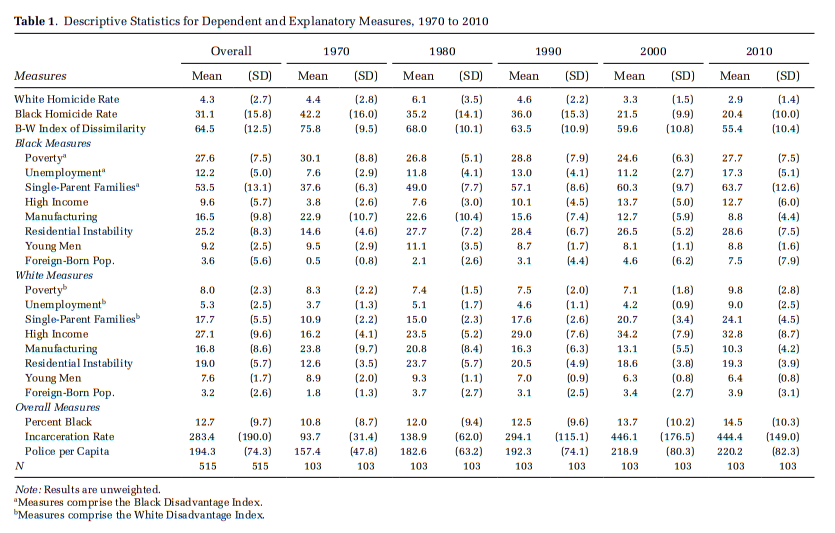 Table 1. Descriptive Statistics for Dependent and Explanatory Measures, 1970 to 2010
Overall 1970 1980 1990 2000 2010
Measures Mean (SD) Mean (SD) Mean (SD) Mean (SD) Mean (SD) Mean (SD)
White Homicide Rate 4.3 (2.7) 4.4 (2.8) 6.1 (3.5) 4.6 (2.2) 3.3 (1.5) 2.9 (1.4)
Black Homicide Rate 31.1 (15.8) 42.2 (16.0) 35.2 (14.1) 36.0 (15.3) 21.5 (9.9) 20.4 (10.0)
B-W Index of Dissimilarity 64.5 (12.5) 75.8 (9.5) 68.0 (10.1) 63.5 (10.9) 59.6 (10.8) 55.4 (10.4)
Black Measures
Povertyᵃ 27.6 (7.5) 30.1 (8.8) 26.8 (5.1) 28.8 (7.9) 24.6 (6.3) 27.7 (7.5)
Unemploymentᵃ 12.2 (5.0) 7.6 (2.9) 11.8 (4.1) 13.0 (4.1) 11.2 (2.7) 17.3 (5.1)
Single-Parent Familiesᵃ 53.5 (13.1) 37.6 (6.3) 49.0 (7.7) 57.1 (8.6) 60.3 (9.7) 63.7 (12.6)
High Income 9.6 (5.7) 3.8 (2.6) 7.6 (3.0) 10.1 (4.5) 13.7 (5.0) 12.7 (6.0)
Manufacturing 16.5 (9.8) 22.9 (10.7) 22.6 (10.4) 15.6 (7.4) 12.7 (5.9) 8.8 (4.4)
Residential Instability 25.2 (8.3) 14.6 (4.6) 27.7 (7.2) 28.4 (6.7) 26.5 (5.2) 28.6 (7.5)
Young Men 9.2 (2.5) 9.5 (2.9) 11.1 (3.5) 8.7 (1.7) 8.1 (1.1) 8.8 (1.6)
Foreign-Born Pop. 3.6 (5.6) 0.5 (0.8) 2.1 (2.6) 3.1 (4.4) 4.6 (6.2) 7.5 (7.9)
White Measures
Povertyᵇ 8.0 (2.3) 8.3 (2.2) 7.4 (1.5) 7.5 (2.0) 7.1 (1.8) 9.8 (2.8)
Unemploymentᵇ 5.3 (2.5) 3.7 (1.3) 5.1 (1.7) 4.6 (1.1) 4.2 (0.9) 9.0 (2.5)
Single-Parent Familiesᵇ 17.7 (5.5) 10.9 (2.2) 15.0 (2.3) 17.6 (2.6) 20.7 (3.4) 24.1 (4.5)
High Income 27.1 (9.6) 16.2 (4.1) 23.5 (5.2) 29.0 (7.6) 34.2 (7.9) 32.8 (8.7)
Manufacturing 16.8 (8.6) 23.8 (9.7) 20.8 (8.4) 16.3 (6.3) 13.1 (5.5) 10.3 (4.2)
Residential Instability 19.0 (5.7) 12.6 (3.5) 23.7 (5.7) 20.5 (4.9) 18.6 (3.8) 19.3 (3.9)
Young Men 7.6 (1.7) 8.9 (2.0) 9.3 (1.1) 7.0 (0.9) 6.3 (0.8) 6.4 (0.8)
Foreign-Born Pop. 3.2 (2.6) 1.8 (1.3) 3.7 (2.7) 3.1 (2.5) 3.4 (2.7) 3.9 (3.1)
Overall Measures
Percent Black 12.7 (9.7) 10.8 (8.7) 12.0 (9.4) 12.5 (9.6) 13.7 (10.2) 14.5 (10.3)
Incarceration Rate 283.4 (190.0) 93.7 (31.4) 138.9 (62.0) 294.1 (115.1) 446.1 (176.5) 444.4 (149.0)
Police per Capita 194.3 (74.3) 157.4 (47.8) 182.6 (63.2) 192.3 (74.1) 218.9 (80.3) 220.2 (82.3)
N 515 515 103 103 103 103 103 103 103 103 103 103
Note: Results are unweighted.
ᵃMeasures comprise the Black Disadvantage Index.
ᵇMeasures comprise the White Disadvantage Index.